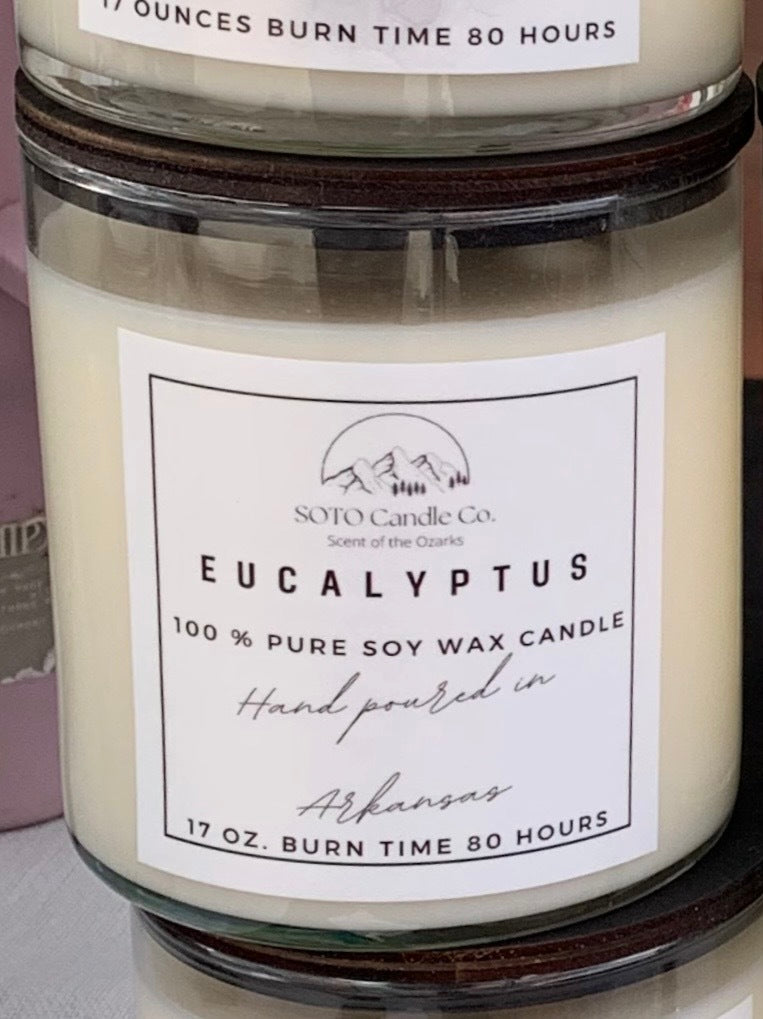 17 OUNCES BURN TIME 80 HOURS
SOTO Candle Co.
Scent of the Ozarks
EUCALYPTUS
100 % PURE SOY WAX CANDLE
Hand poured in
Arkansas
17 OZ. BURN TIME 80 HOURS